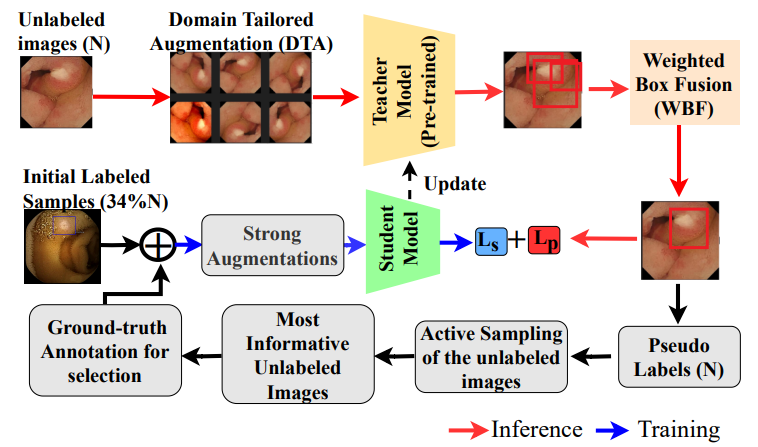 Unlabeled
images (N)
Domain Tailored
Augmentation (DTA)
Teacher
Model
(Pre-trained)
Weighted
Box Fusion
(WBF)
Initial Labeled
Samples (34%N)
Update
Strong
Augmentations
Student
Model
Ls + Lp
Ground-truth
Annotation for
selection
Most
Informative
Unlabeled
Images
Active Sampling
of the unlabeled
images
Pseudo
Labels (N)
Inference
Training